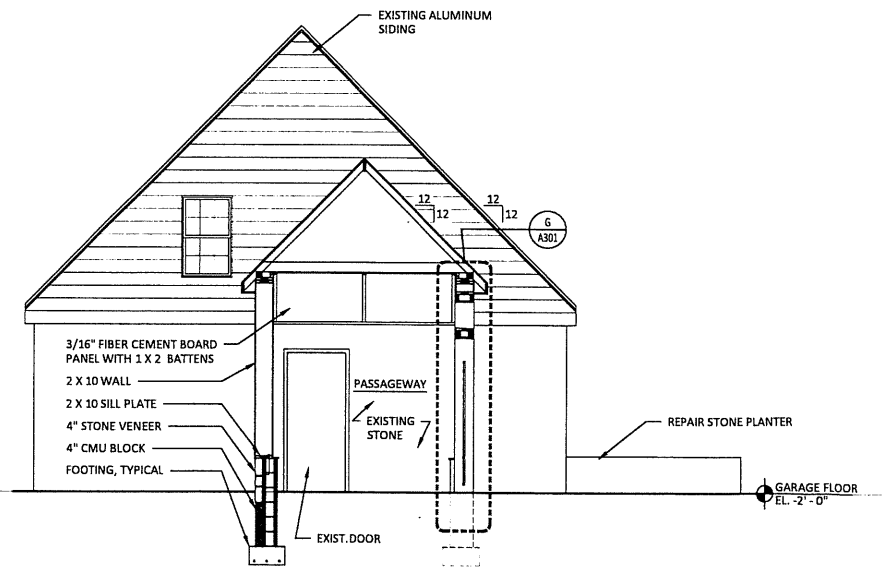 EXISTING ALUMINUM
SIDING
12
12
12
12
G
A301
3/16" FIBER CEMENT BOARD
PANEL WITH 1 X 2 BATTENS
2 X 10 WALL
2 X 10 SILL PLATE
4" STONE VENEER
4" CMU BLOCK
FOOTING, TYPICAL
PASSAGEWAY
EXISTING
STONE
REPAIR STONE PLANTER
GARAGE FLOOR
EL. -2' - 0"
EXIST.DOOR